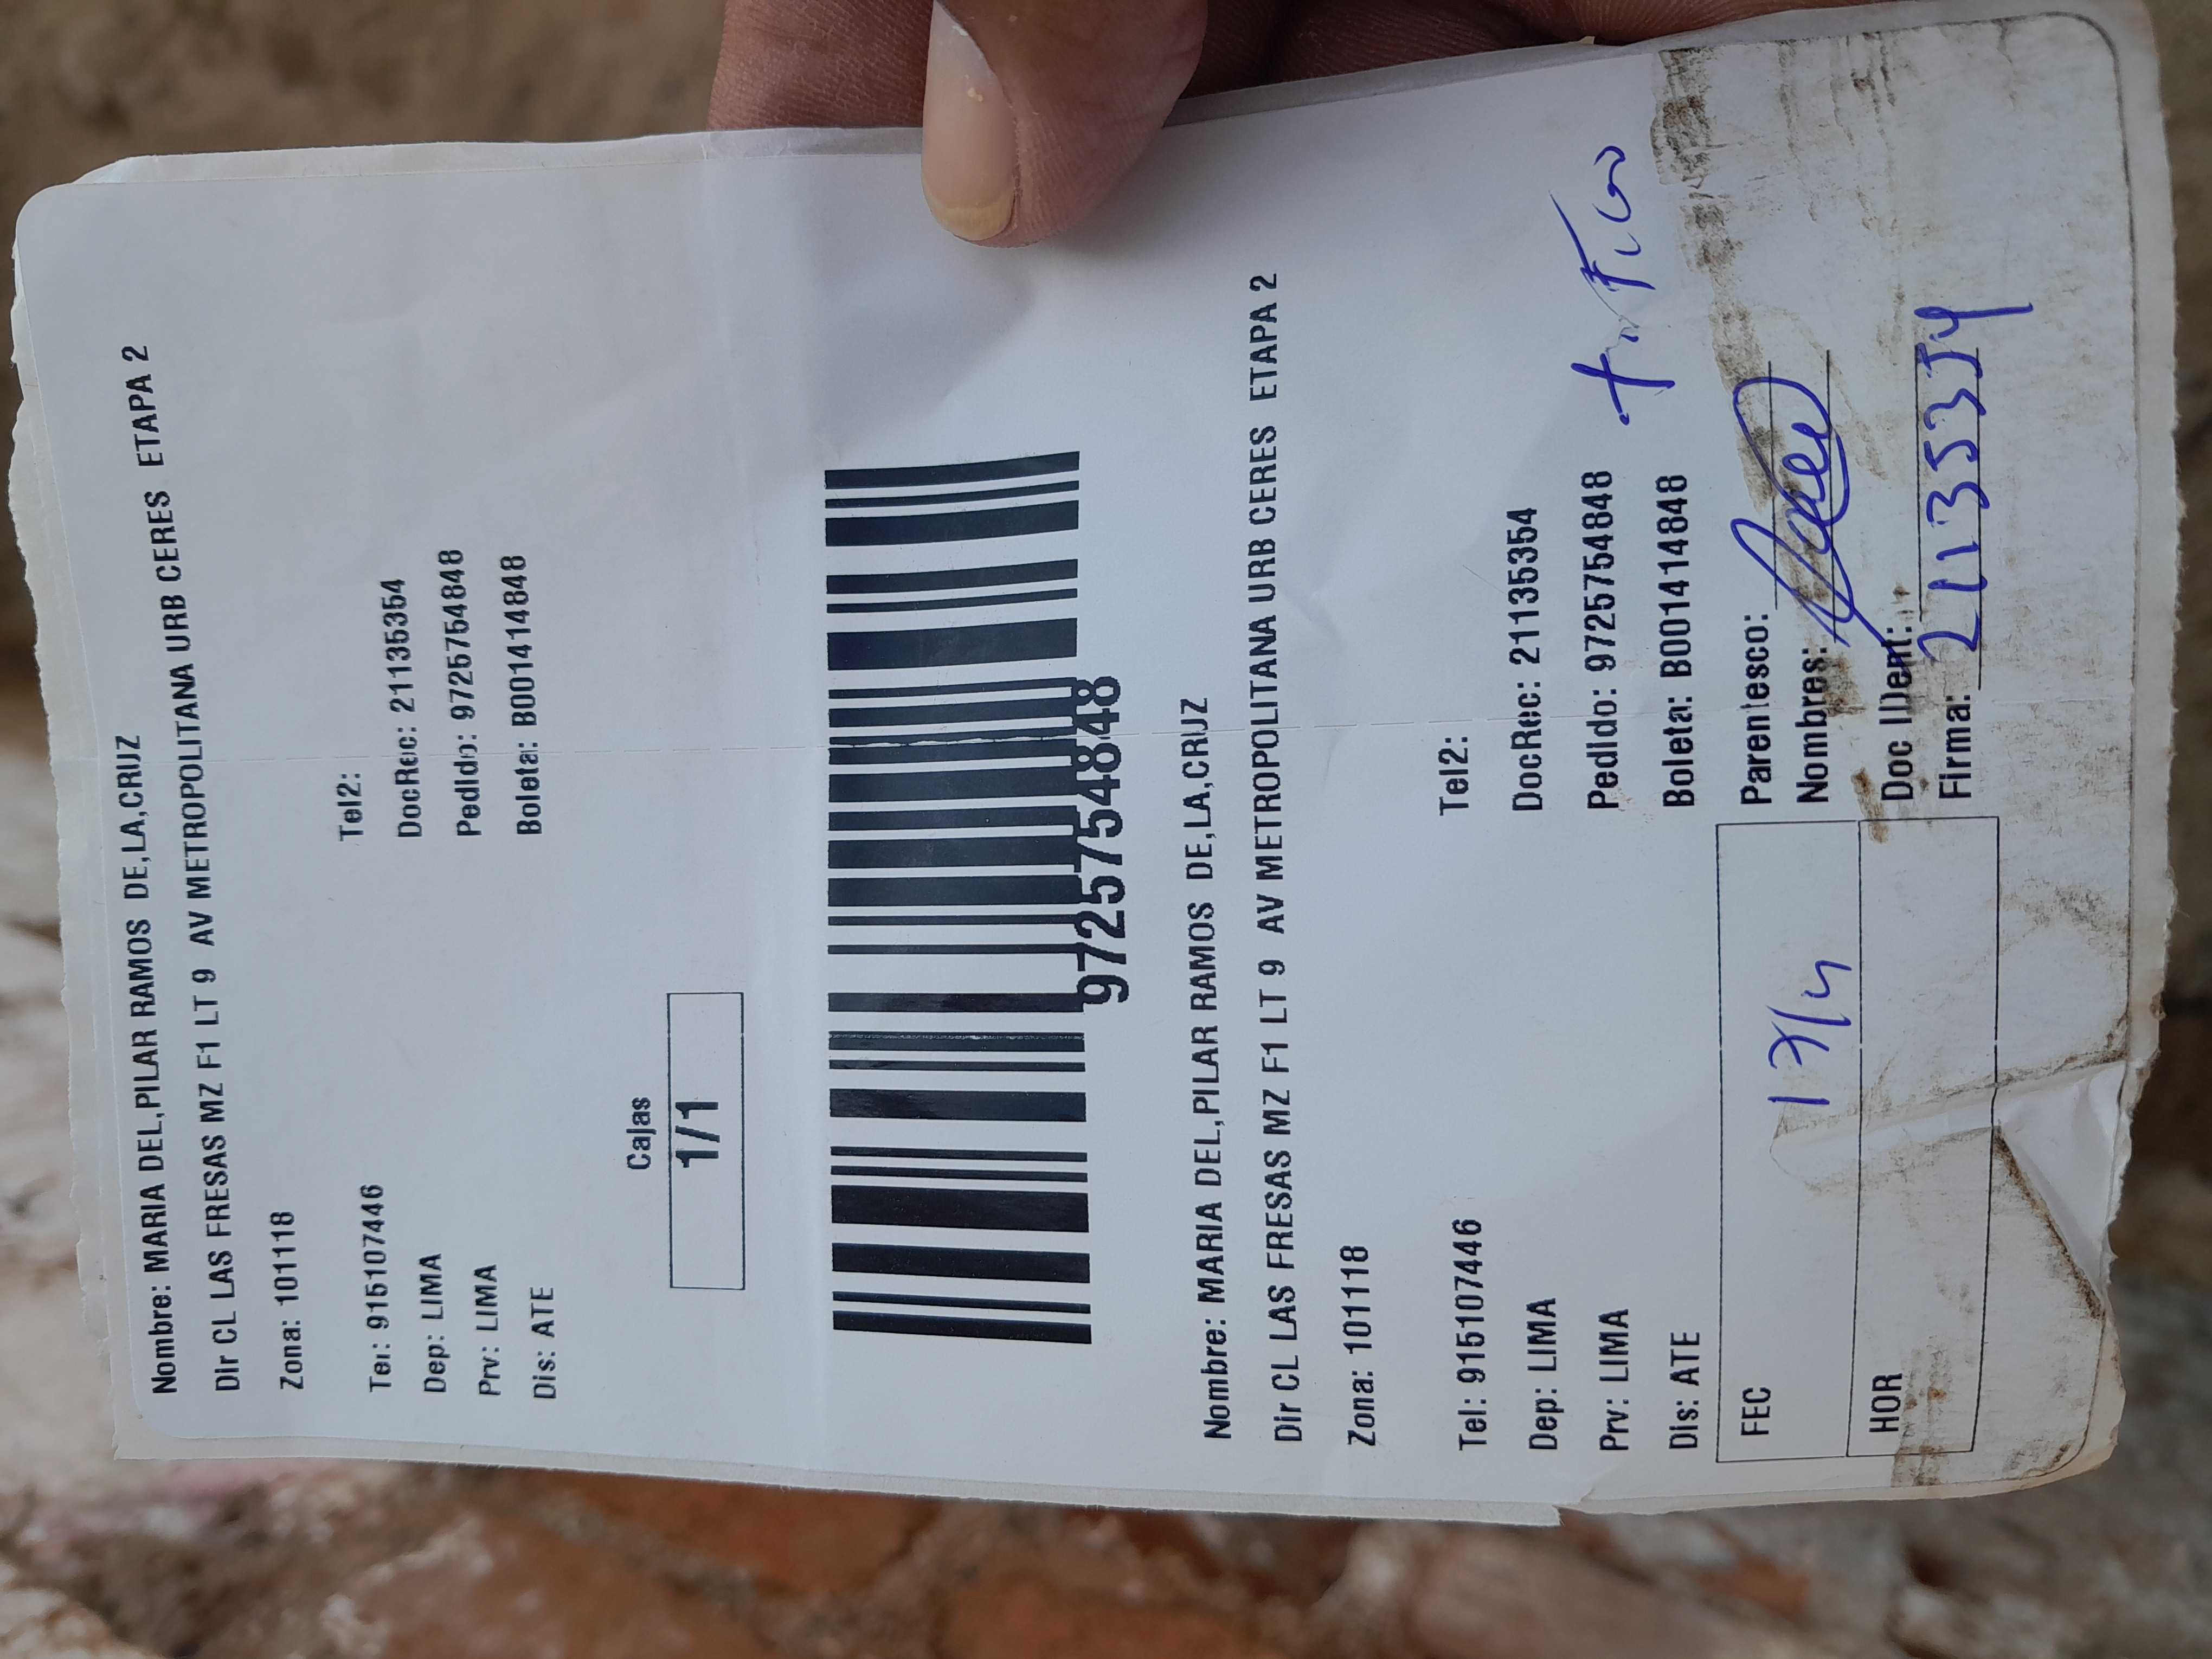 Nombre: MARIA DEL,PILAR RAMOS DE,LA,CRUZ
Dir CL LAS FRESAS MZ F1 LT 9 AV METROPOLITANA URB CERES ETAPA 2
Zona: 101118
Tel: 915107446 Tel2:
Dep: LIMA DocRec: 21135354
Prv: LIMA Pedido: 9725754848
Dis: ATE Boleta: B001414848
Cajas
1/1
9725754848
Nombre: MARIA DEL,PILAR RAMOS DE,LA,CRUZ
Dir CL LAS FRESAS MZ F1 LT 9 AV METROPOLITANA URB CERES ETAPA 2
Zona: 101118
Tel: 915107446 Tel2:
Dep: LIMA DocRec: 21135354
Prv: LIMA Pedido: 9725754848
Dis: ATE Boleta: B001414848
FEC 17/4 Parentesco:
Nombres:
HOR Doc IDent:
Firma: 21135354